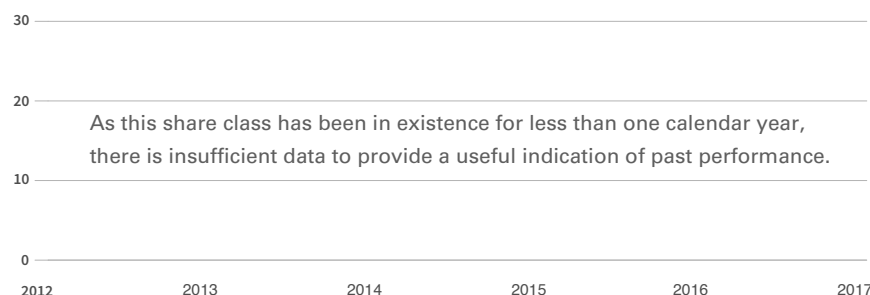 30
20
As this share class has been in existence for less than one calendar year,
there is insufficient data to provide a useful indication of past performance.
10
0
2012 2013 2014 2015 2016 2017